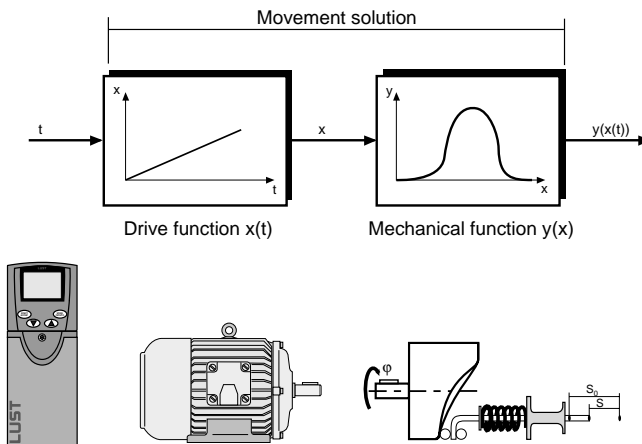 Movement solution
x
t
t
x
y
x
y(x(t))
Drive function x(t)
Mechanical function y(x)
LUST
φ
S₀
S